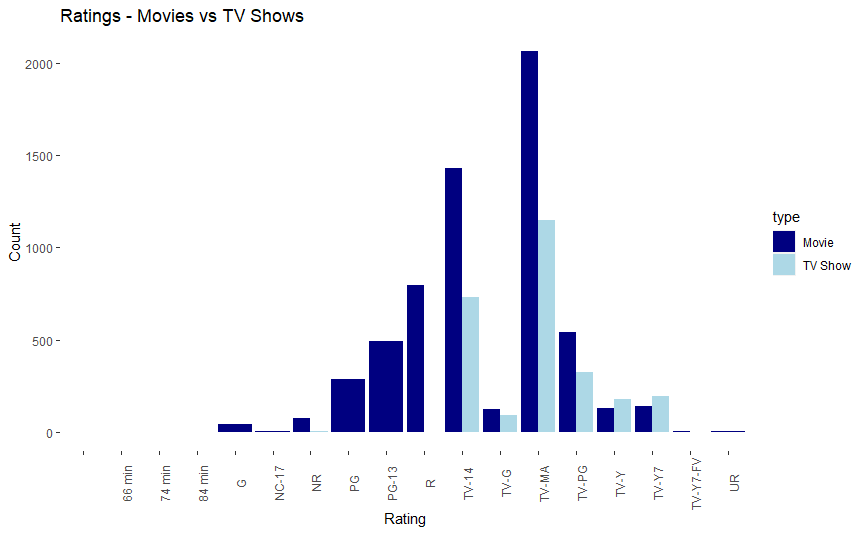 Ratings - Movies vs TV Shows
Count
2000
1500
1000
500
0
66 min
74 min
84 min
G
NC-17
NR
PG
PG-13
R
TV-14
TV-G
TV-MA
TV-PG
TV-Y
TV-Y7
TV-Y7-FV
UR
Rating
type
Movie
TV Show